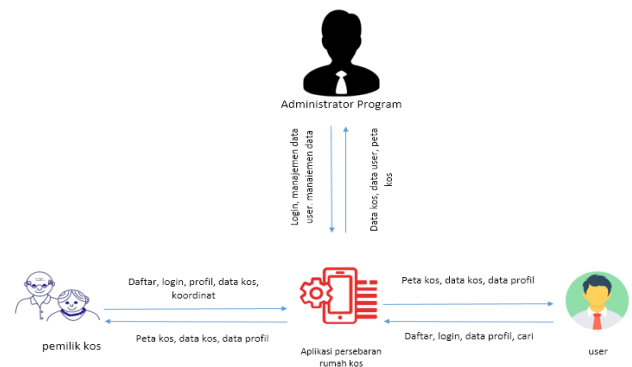 Administrator Program
Login, manajemen data
user. manajemen data
Data kos, data user, peta
kos
Daftar, login, profil, data kos,
koordinat
Peta kos, data kos, data profil
Peta kos, data kos, data profil
Daftar, login, data profil, cari
pemilik kos
Aplikasi persebaran
rumah kos
user